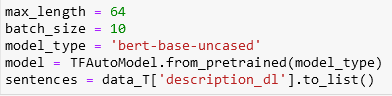 max_length = 64
batch_size = 10
model_type = 'bert-base-uncased'
model = TFAutoModel.from_pretrained(model_type)
sentences = data_T['description_dl'].to_list()